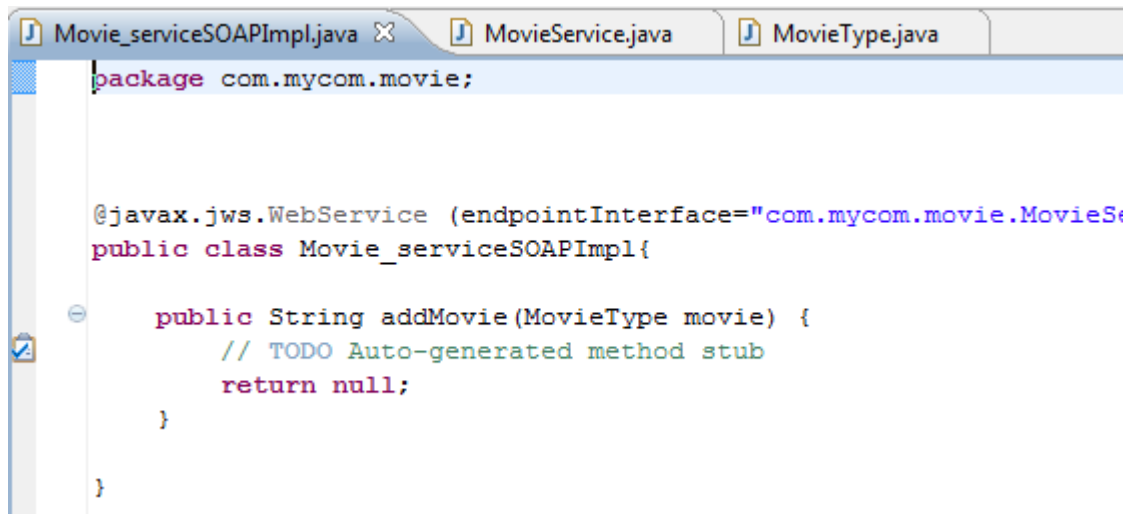 Movie_serviceSOAPImpl.java MovieService.java MovieType.java
package com.mycom.movie;
@javax.jws.WebService (endpointInterface="com.mycom.movie.MovieSe
public class Movie_serviceSOAPImpl{
public String addMovie(MovieType movie) {
// TODO Auto-generated method stub
return null;
}
}